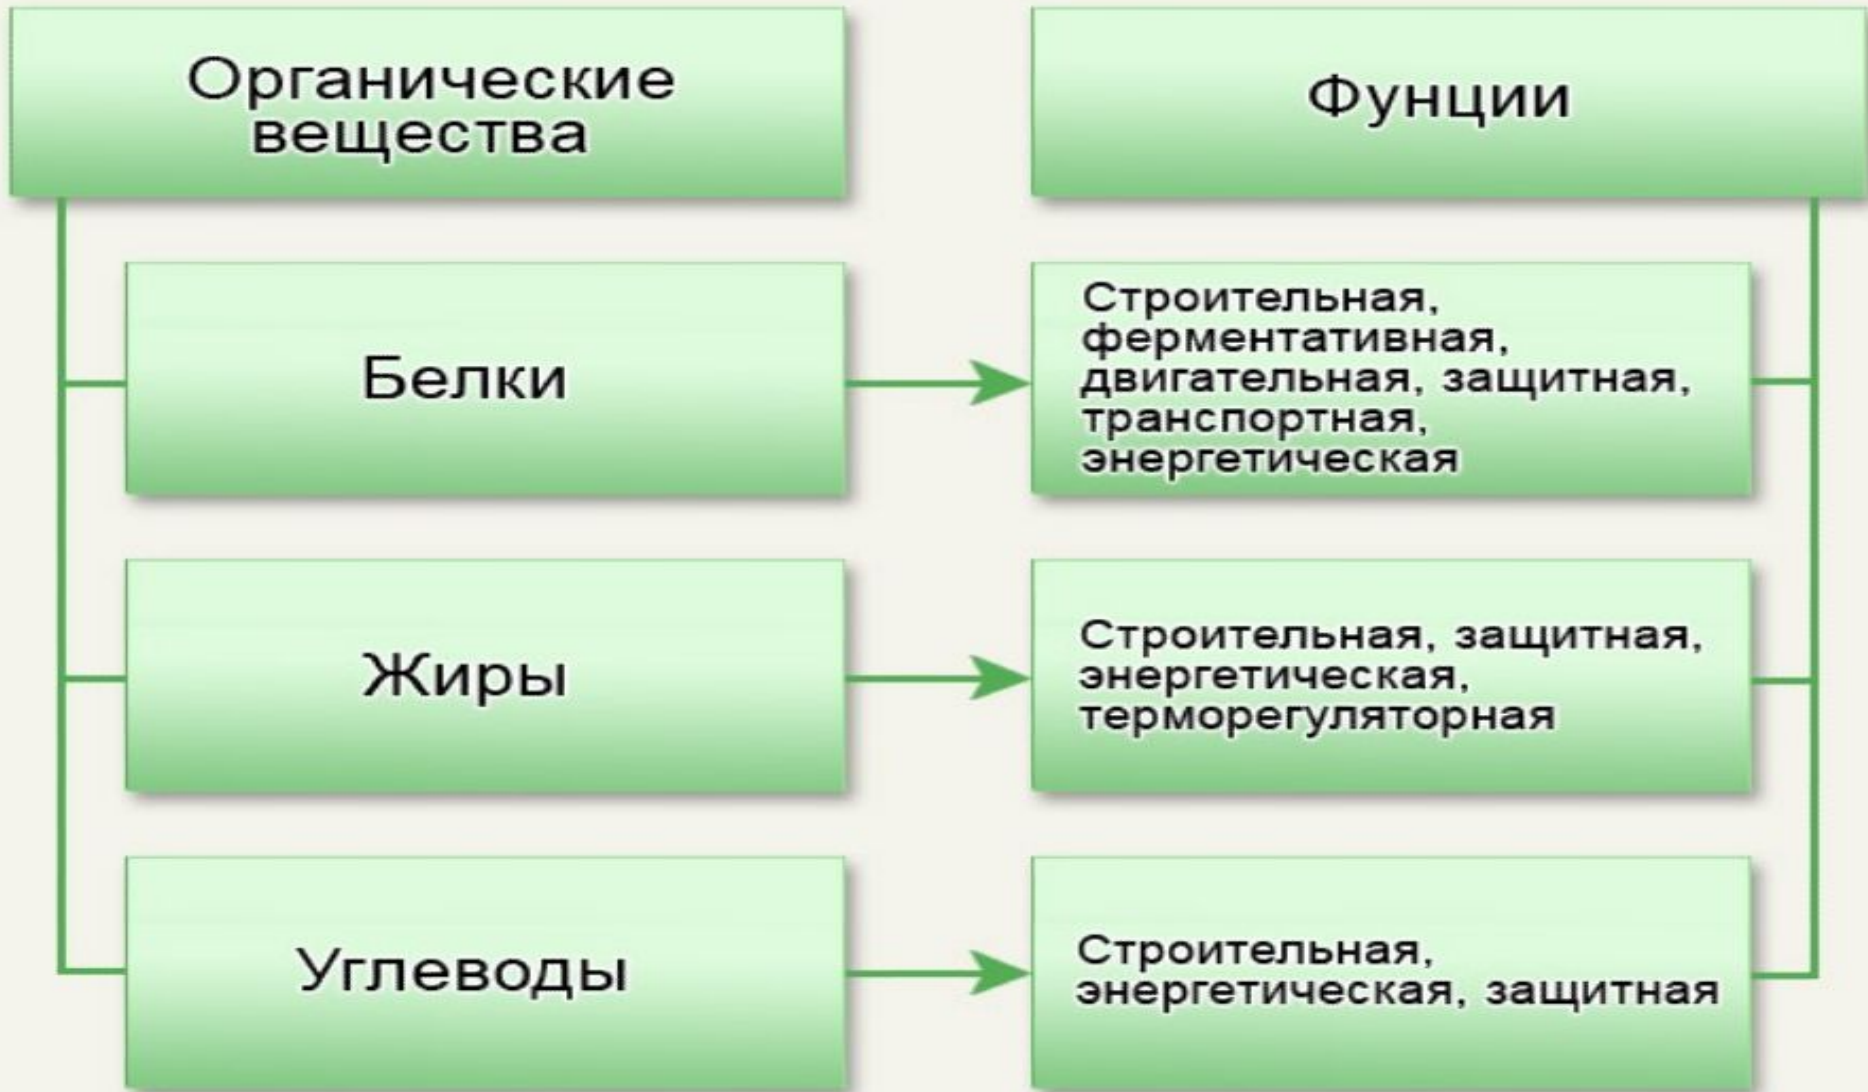 Органические
вещества
Фунции
Белки
Строительная,
ферментативная,
двигательная, защитная,
транспортная,
энергетическая
Жиры
Строительная, защитная,
энергетическая,
терморегуляторная
Углеводы
Строительная,
энергетическая, защитная